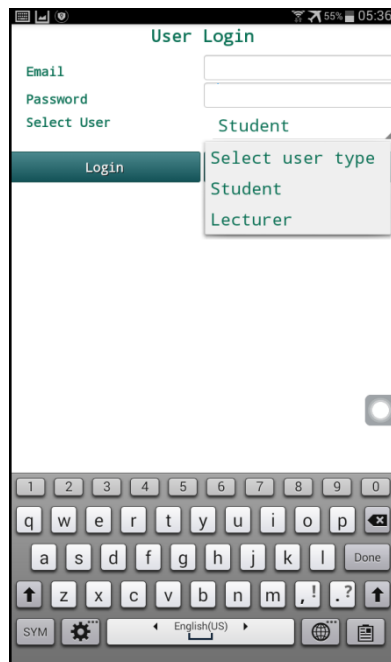 55% 05:36
User Login
Email
Password
Select User Student
Login
Select user type
Student
Lecturer
1 2 3 4 5 6 7 8 9 0
q w e r t y u i o p
a s d f g h j k l Done
z x c v b n m ,! .?
SYM English(US)